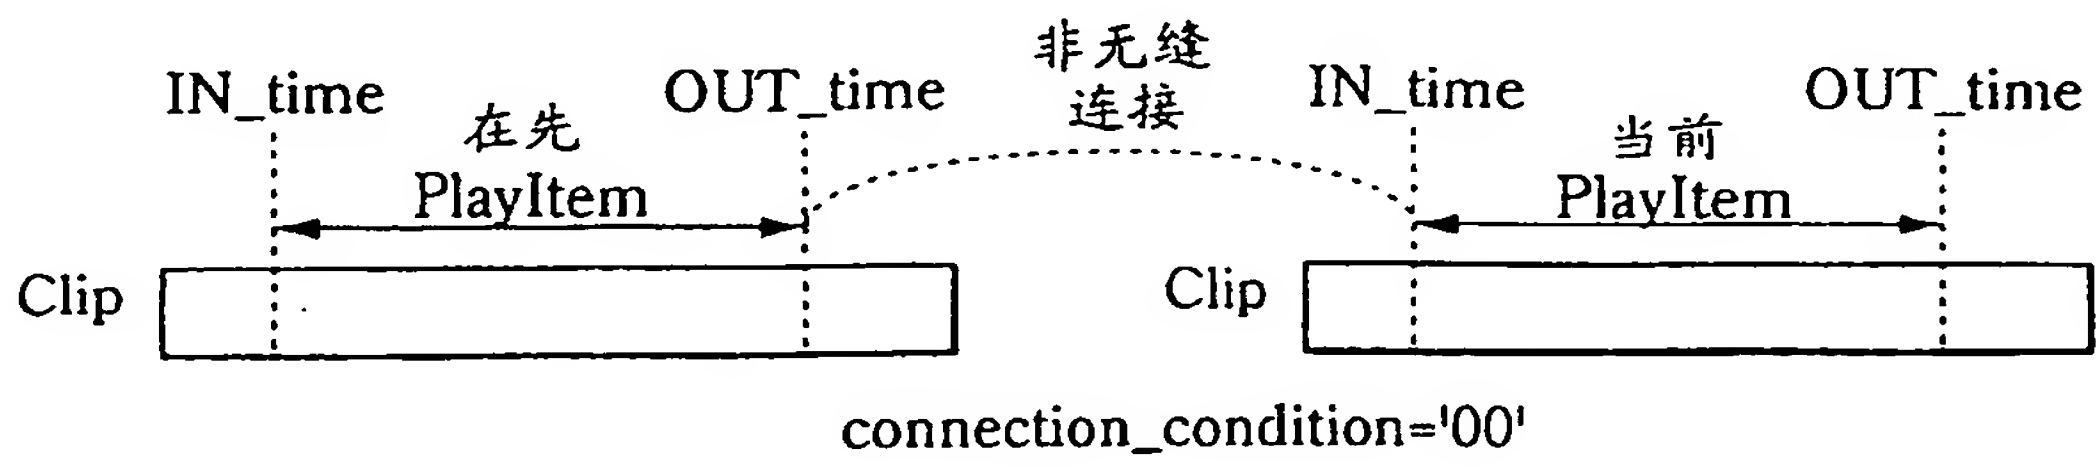 IN_time
在先
PlayItem
OUT_time
非无缝
连接
IN_time
当前
PlayItem
OUT_time
Clip
Clip
connection_condition='00'